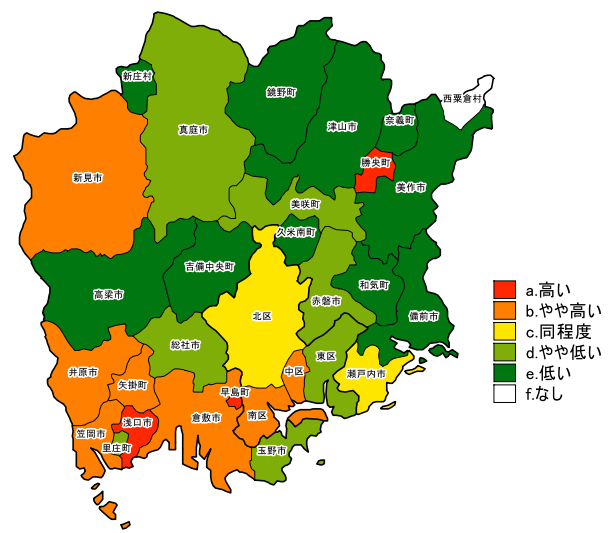 新庄村
鏡野町
西粟倉村
奈義町
津山市
真庭市
勝央町
新見市
美作市
美咲町
久米南町
吉備中央町
和気町
高梁市
赤磐市
北区
備前市
総社市
東区
中区
瀬戸内市
井原市
矢掛町
早島町
倉敷市
南区
浅口市
笠岡市
里庄町
玉野市
a.高い
b.やや高い
c.同程度
d.やや低い
e.低い
f.なし